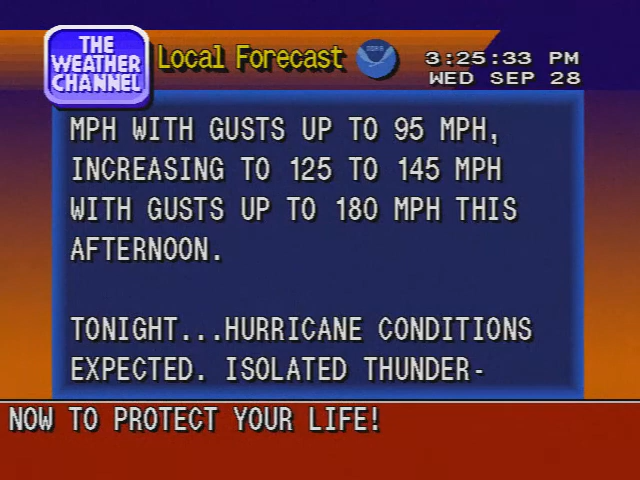 THE
WEATHER
CHANNEL
Local Forecast
NOAA
3:25:33 PM
WED SEP 28
MPH WITH GUSTS UP TO 95 MPH,
INCREASING TO 125 TO 145 MPH
WITH GUSTS UP TO 180 MPH THIS
AFTERNOON.
TONIGHT...HURRICANE CONDITIONS
EXPECTED. ISOLATED THUNDER-
NOW TO PROTECT YOUR LIFE!